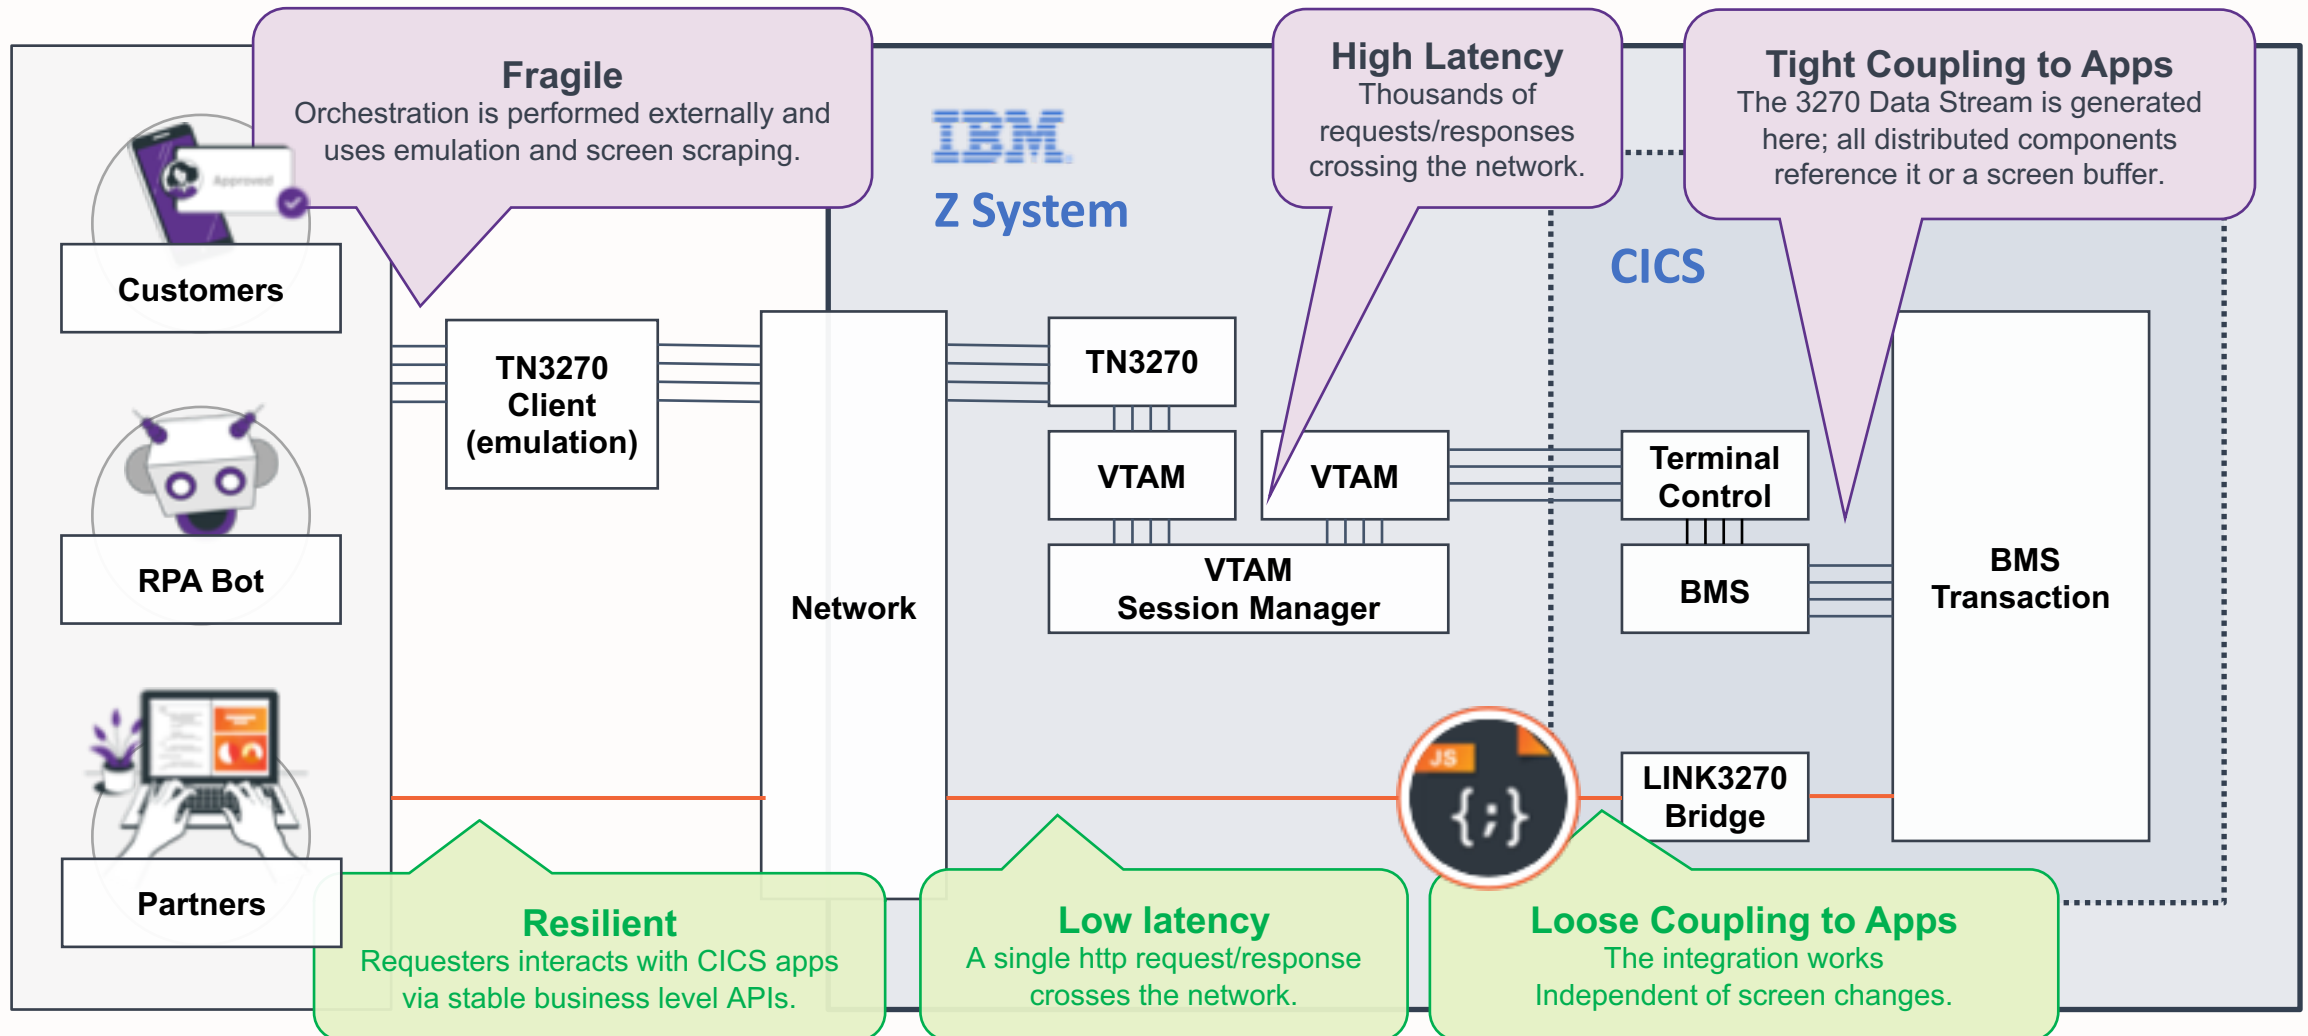 Fragile
Orchestration is performed externally and
uses emulation and screen scraping.
High Latency
Thousands of
requests/responses
crossing the network.
Tight Coupling to Apps
The 3270 Data Stream is generated
here; all distributed components
reference it or a screen buffer.
IBM
Z System
CICS
Approved
Customers
RPA Bot
Partners
TN3270
Client
(emulation)
Network
TN3270
VTAM
VTAM
VTAM
Session Manager
Terminal
Control
BMS
BMS
Transaction
JS
{;}
LINK3270
Bridge
Resilient
Requesters interacts with CICS apps
via stable business level APIs.
Low latency
A single http request/response
crosses the network.
Loose Coupling to Apps
The integration works
Independent of screen changes.